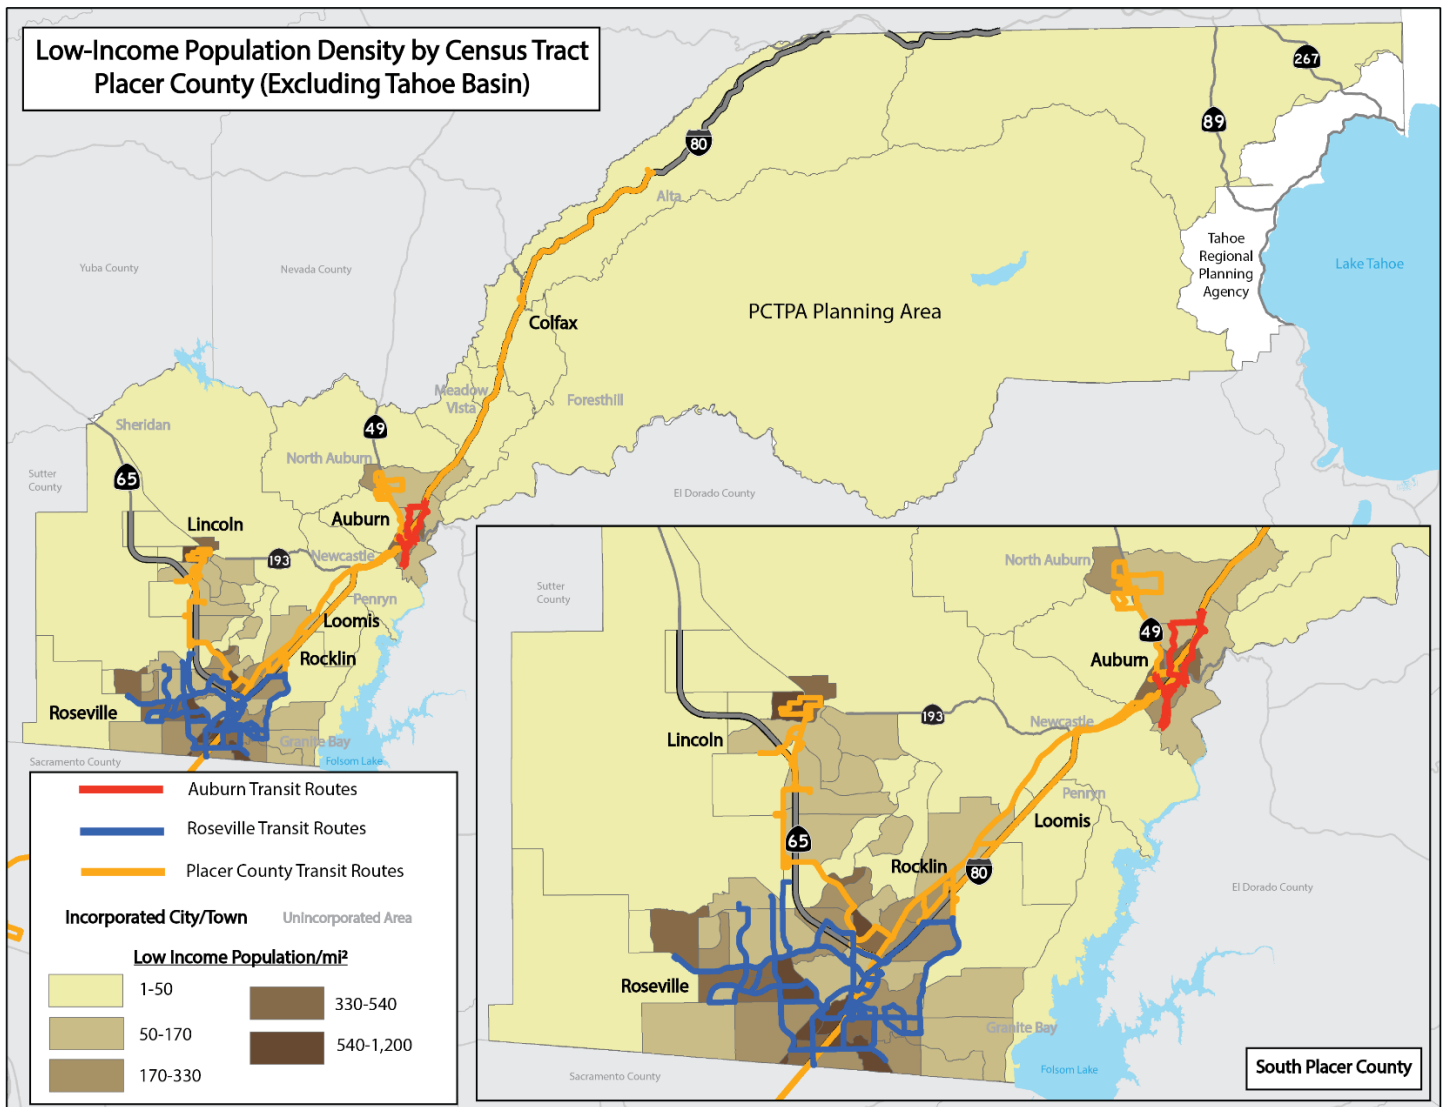 Low-Income Population Density by Census Tract
Placer County (Excluding Tahoe Basin)
267
89
80
Alta
Tahoe
Regional
Planning
Agency
Lake Tahoe
Yuba County
Nevada County
PCTPA Planning Area
Colfax
Meadow
Vista
Foresthill
Sheridan
49
North Auburn
65
Sutter
County
El Dorado County
Auburn
Lincoln
193
Newcastle
Penryn
Loomis
Rocklin
Roseville
Granite Bay
Sacramento County
Folsom Lake
Auburn Transit Routes
Roseville Transit Routes
Placer County Transit Routes
Incorporated City/Town
Unincorporated Area
Low Income Population/mi²
1-50
50-170
170-330
330-540
540-1,200
North Auburn
Sutter
County
49
Auburn
193
Newcastle
Lincoln
Penryn
Loomis
65
Rocklin
80
El Dorado County
Roseville
Granite Bay
Sacramento County
Folsom Lake
South Placer County